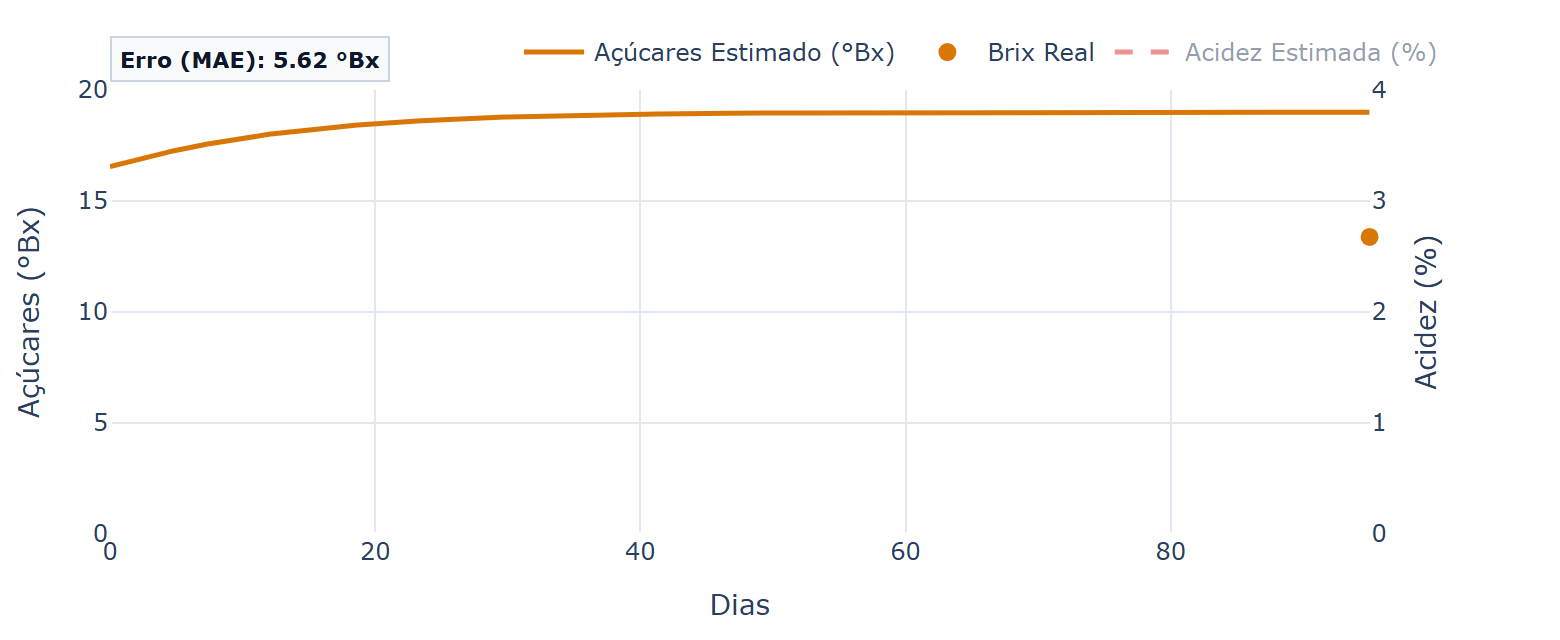 Erro (MAE): 5.62 ºBx
Açúcares Estimado (°Bx)
Brix Real
Acidez Estimada (%)
20
15
10
5
0
4
3
2
1
0
0
20
40
60
80
Açúcares (°Bx)
Acidez (%)
Dias